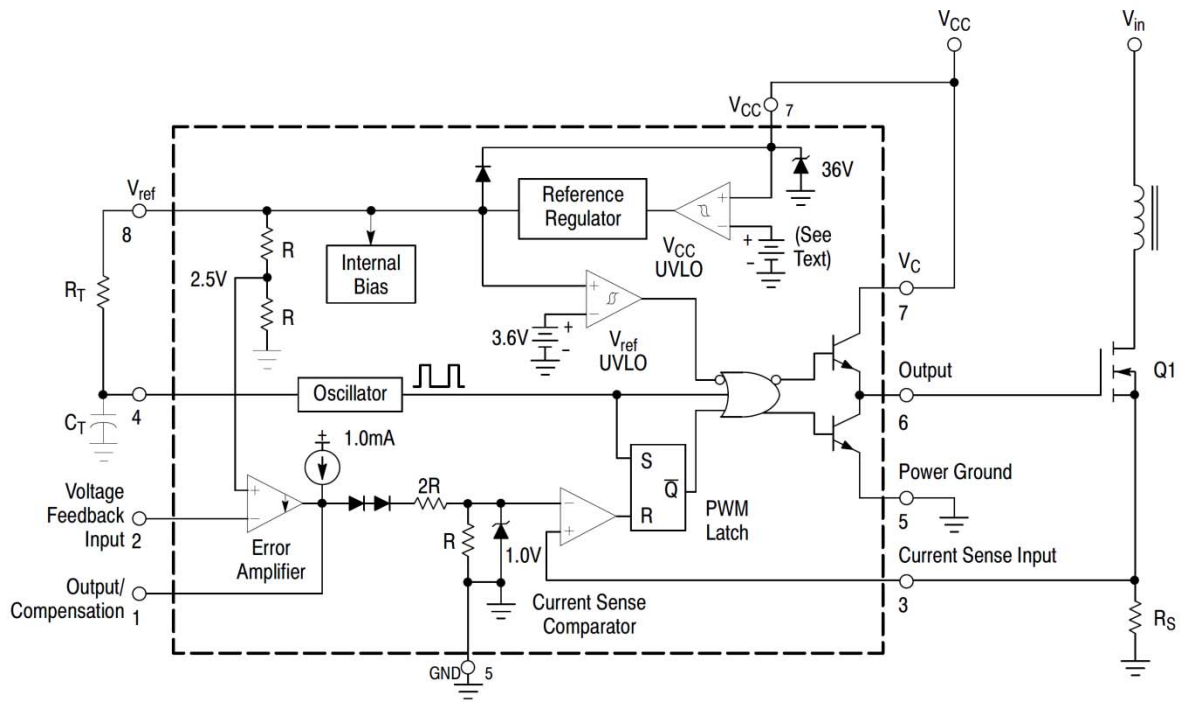 VCC
Vin
VCC
7
36V
Vref
8
Reference
Regulator
+
−
+
-
(See
Text)
VCC
UVLO
R
Internal
Bias
2.5V
R
RT
+
−
3.6V
+
-
Vref
UVLO
VC
7
Output
6
Q1
Oscillator
4
CT
+
1.0mA
S
Q
R
PWM
Latch
Power Ground
5
Voltage
Feedback
Input
2
+
−
Error
Amplifier
2R
R
1.0V
−
+
Current Sense
Comparator
Current Sense Input
3
RS
Output/
Compensation
1
GND
5